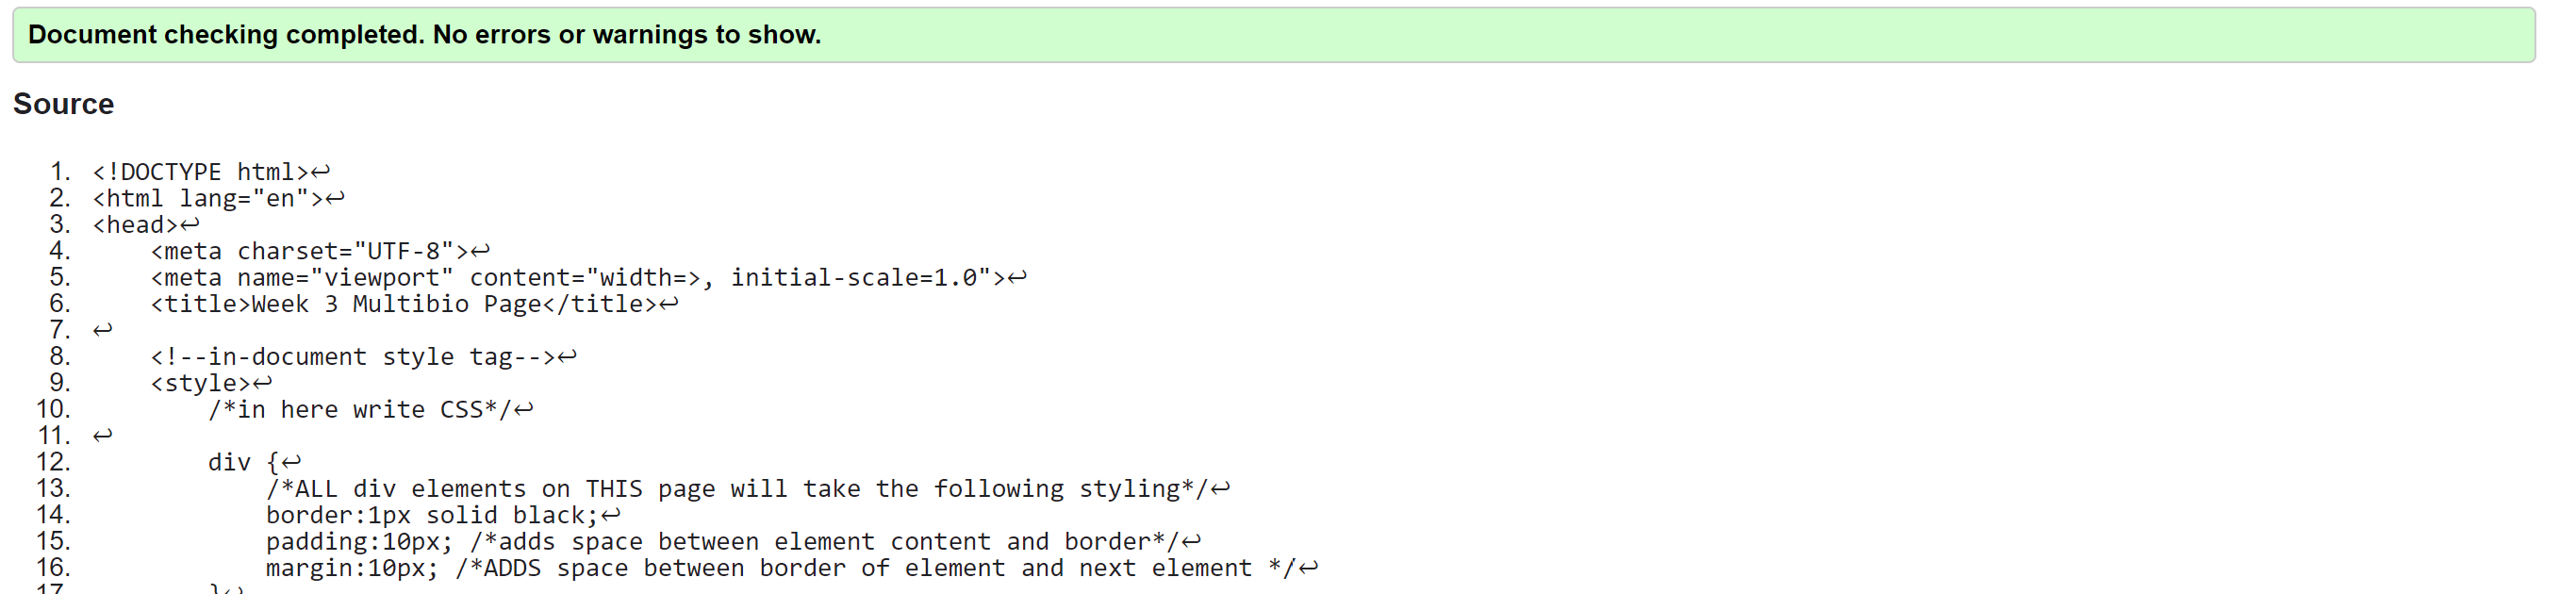 Document checking completed. No errors or warnings to show.
Source
1. <!DOCTYPE html>↩
2. <html lang="en">↩
3. <head>↩
4.     <meta charset="UTF-8">↩
5.     <meta name="viewport" content="width=>, initial-scale=1.0">↩
6.     <title>Week 3 Multibio Page</title>↩
7. ↩
8.     <!--in-document style tag-->↩
9.     <style>↩
10.         /*in here write CSS*/↩
11. ↩
12.         div {↩
13.             /*ALL div elements on THIS page will take the following styling*/↩
14.             border:1px solid black;↩
15.             padding:10px; /*adds space between element content and border*/↩
16.             margin:10px; /*ADDS space between border of element and next element */↩
17.         }↩